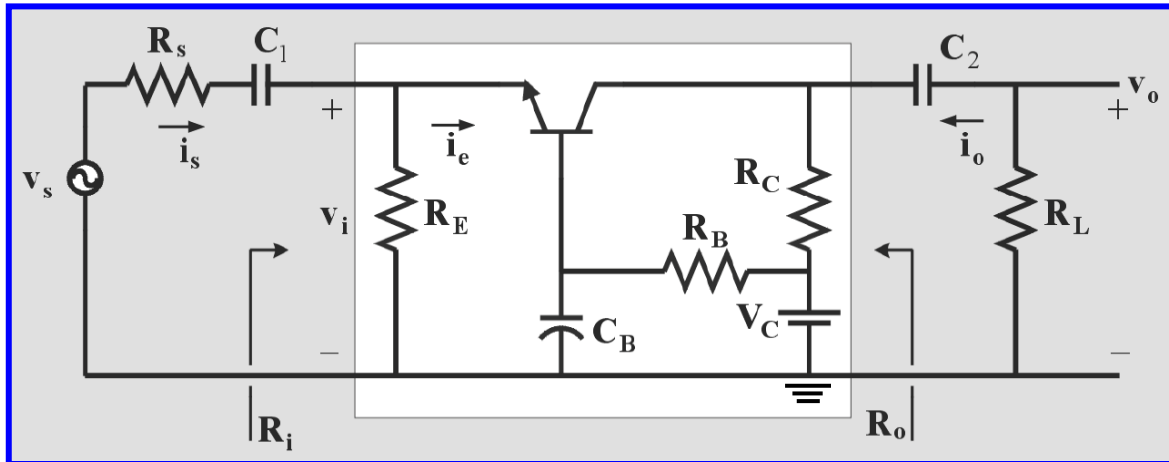 Rs C1 C2
+ vo
+
is ie io
vs RC
vi RE RB RL
VC
CB
– –
Ri Ro